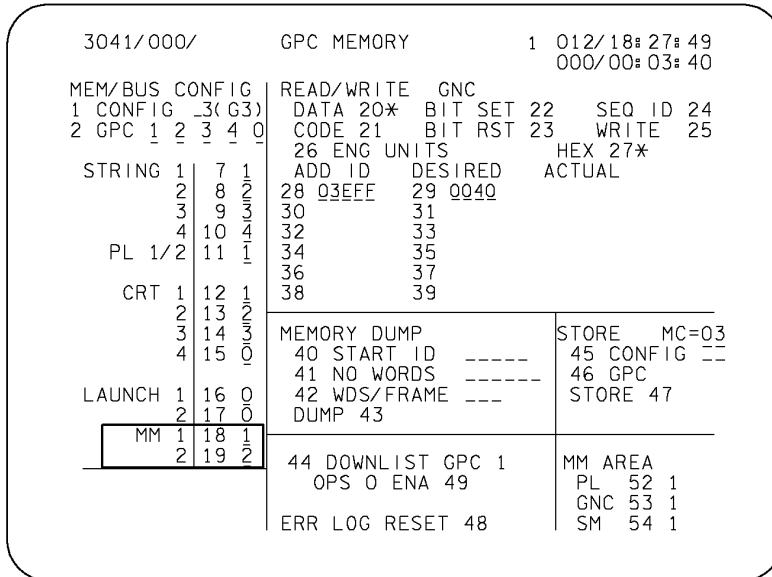 3041/000/ GPC MEMORY 1 012/18:27:49
000/00:03:40
MEM/BUS CONFIG READ/WRITE GNC
1 CONFIG _3(G3) DATA 20* BIT SET 22 SEQ ID 24
2 GPC 1 2 3 4 0 CODE 21 BIT RST 23 WRITE 25
26 ENG UNITS HEX 27*
STRING 1 7 1 ADD ID DESIRED ACTUAL
2 8 2 28 03EFF 29 0040
3 9 3 30 31
4 10 4 32 33
PL 1/2 11 1 34 35
36 37
CRT 1 12 1 38 39
2 13 2
3 14 3 MEMORY DUMP STORE MC=03
4 15 0 40 START ID _____ 45 CONFIG __
41 NO WORDS ______ 46 GPC
LAUNCH 1 16 0 42 WDS/FRAME ___ STORE 47
2 17 0 DUMP 43
MM 1 18 1
2 19 2 44 DOWNLIST GPC 1 MM AREA
OPS 0 ENA 49 PL 52 1
GNC 53 1
ERR LOG RESET 48 SM 54 1